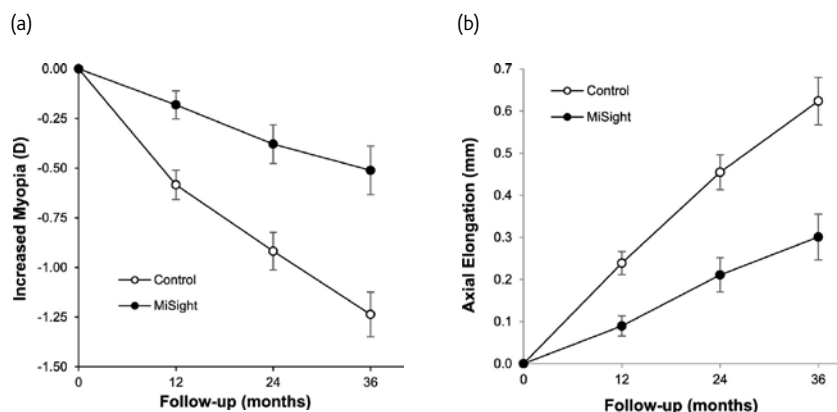 (a)
Increased Myopia (D)
0.00
-0.25
-0.50
-0.75
-1.00
-1.25
-1.50
Control
MiSight
0 12 24 36
Follow-up (months)
(b)
Axial Elongation (mm)
0.7
0.6
0.5
0.4
0.3
0.2
0.1
0.0
Control
MiSight
0 12 24 36
Follow-up (months)